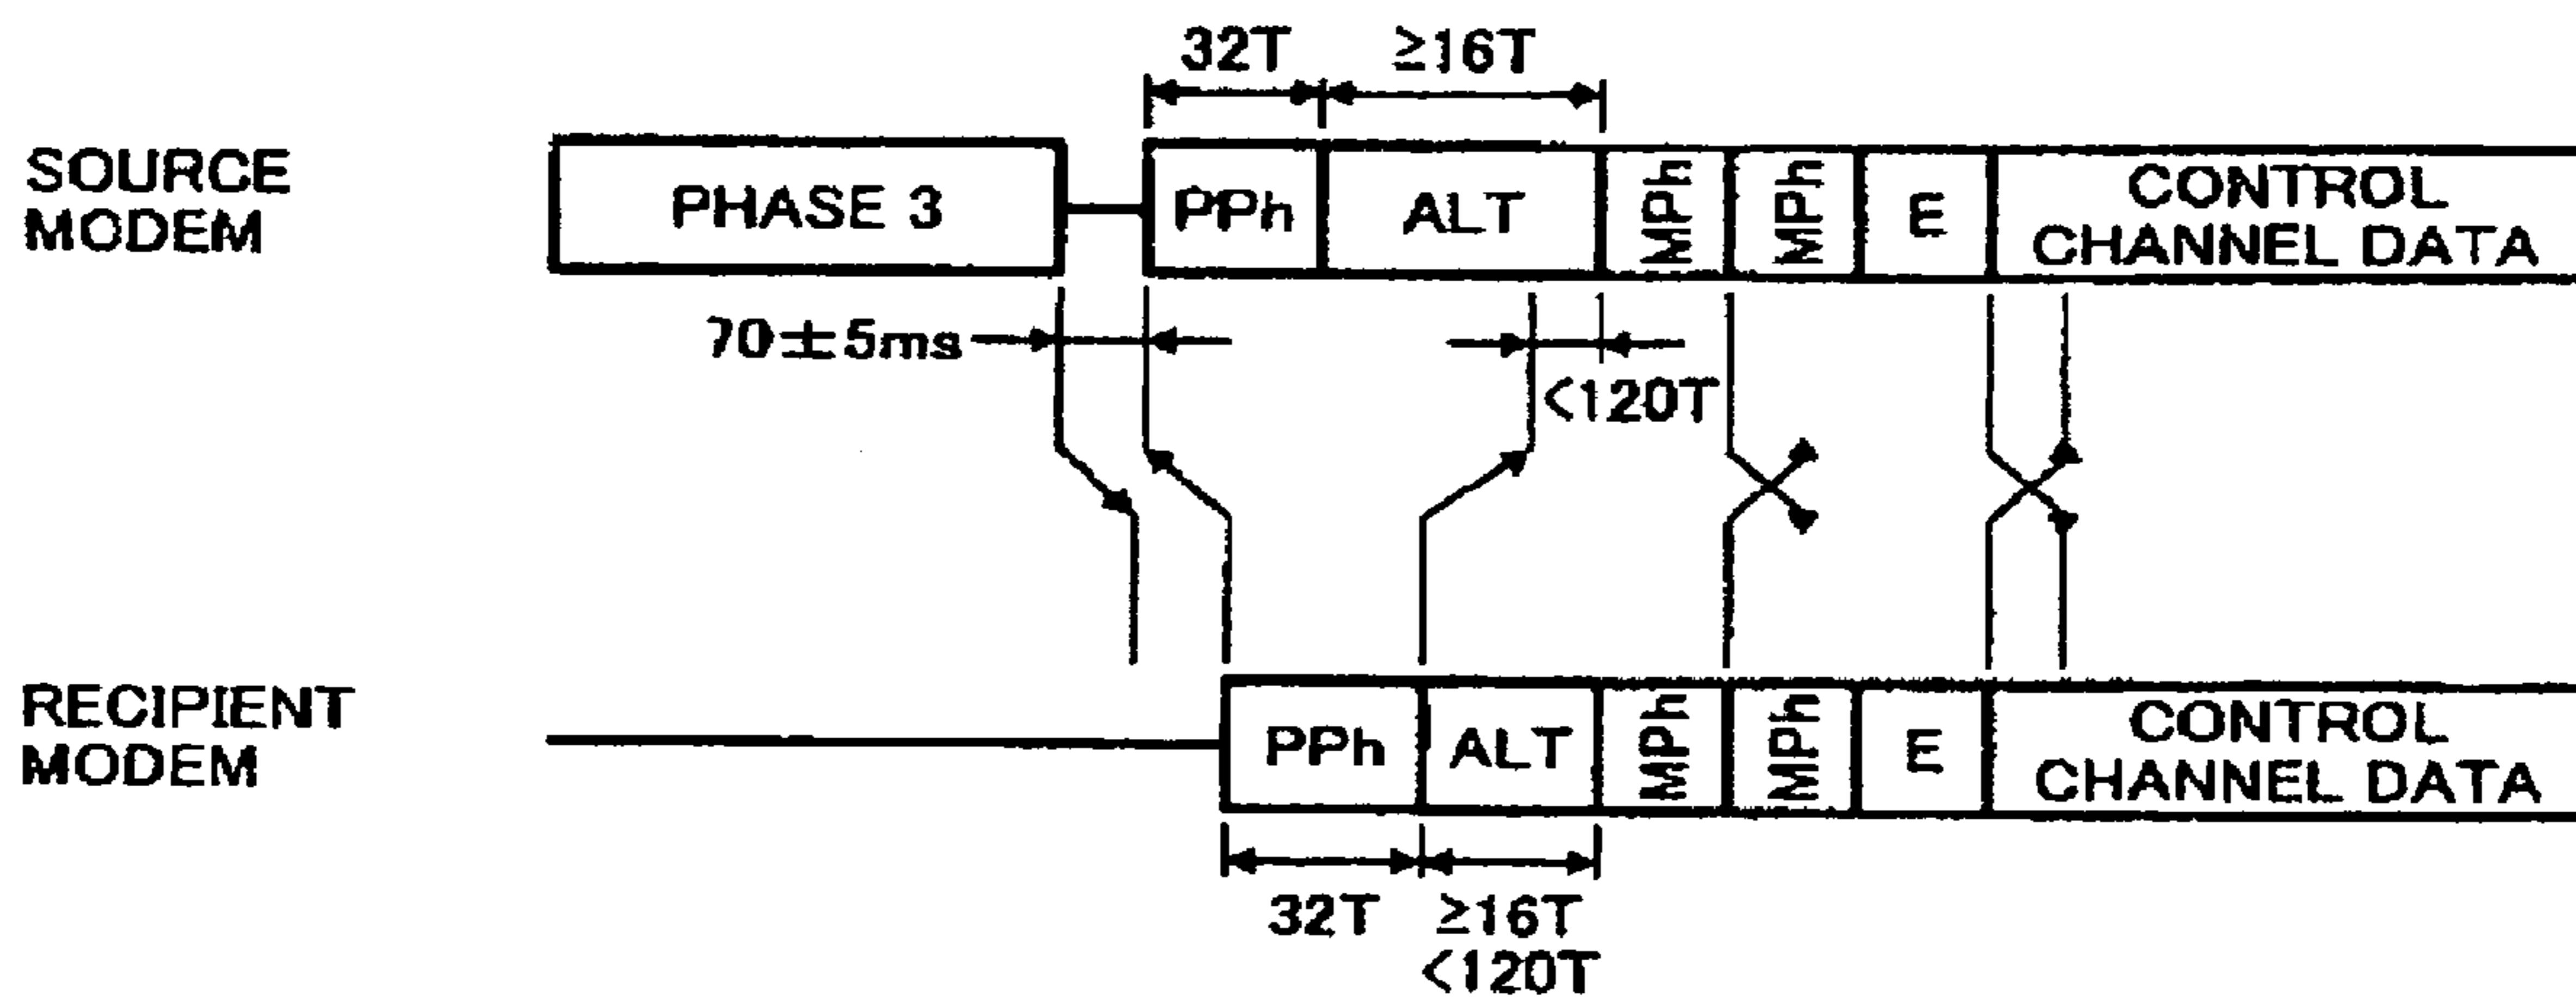 32T ≥16T
SOURCE
MODEM
PHASE 3
PPh
ALT
MPh
MPh
E
CONTROL
CHANNEL DATA
70±5ms
<120T
RECIPIENT
MODEM
PPh
ALT
MPh
MPh
E
CONTROL
CHANNEL DATA
32T ≥16T
<120T